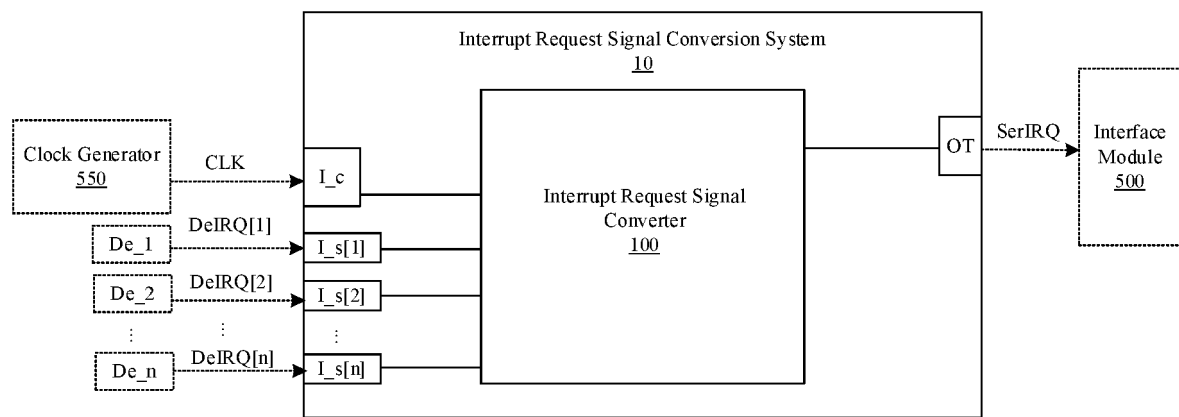 Interrupt Request Signal Conversion System
10
Clock Generator
550
CLK
I_c
De_1
DeIRQ[1]
I_s[1]
De_2
DeIRQ[2]
I_s[2]
De_n
DeIRQ[n]
I_s[n]
Interrupt Request Signal
Converter
100
OT
SerIRQ
Interface
Module
500